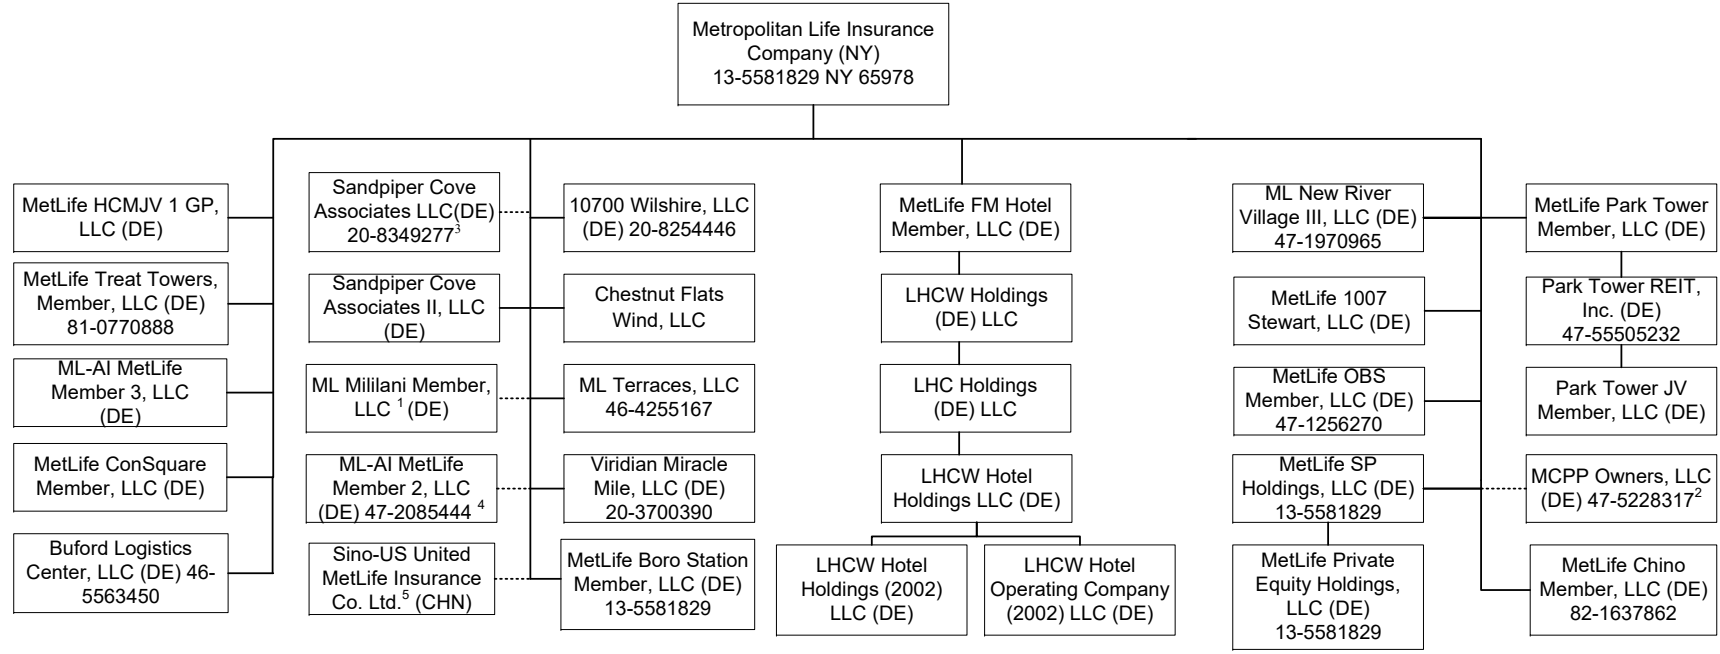 Metropolitan Life Insurance
Company (NY)
13-5581829 NY 65978
MetLife HCMJV 1 GP,
LLC (DE)
MetLife Treat Towers,
Member, LLC (DE)
81-0770888
ML-AI MetLife
Member 3, LLC
(DE)
MetLife ConSquare
Member, LLC (DE)
Buford Logistics
Center, LLC (DE) 46-
5563450
Sandpiper Cove
Associates LLC(DE)
20-8349277³
Sandpiper Cove
Associates II, LLC
(DE)
ML Mililani Member,
LLC ¹ (DE)
ML-AI MetLife
Member 2, LLC
(DE) 47-2085444 ⁴
Sino-US United
MetLife Insurance
Co. Ltd.⁵ (CHN)
10700 Wilshire, LLC
(DE) 20-8254446
Chestnut Flats
Wind, LLC
ML Terraces, LLC
46-4255167
Viridian Miracle
Mile, LLC (DE)
20-3700390
MetLife Boro Station
Member, LLC (DE)
13-5581829
MetLife FM Hotel
Member, LLC (DE)
LHCW Holdings
(DE) LLC
LHC Holdings
(DE) LLC
LHCW Hotel
Holdings LLC (DE)
LHCW Hotel
Holdings (2002)
LLC (DE)
LHCW Hotel
Operating Company
(2002) LLC (DE)
ML New River
Village III, LLC (DE)
47-1970965
MetLife 1007
Stewart, LLC (DE)
MetLife OBS
Member, LLC (DE)
47-1256270
MetLife SP
Holdings, LLC (DE)
13-5581829
MetLife Private
Equity Holdings,
LLC (DE)
13-5581829
MetLife Park Tower
Member, LLC (DE)
Park Tower REIT,
Inc. (DE)
47-55505232
Park Tower JV
Member, LLC (DE)
MCPP Owners, LLC
(DE) 47-5228317²
MetLife Chino
Member, LLC (DE)
82-1637862